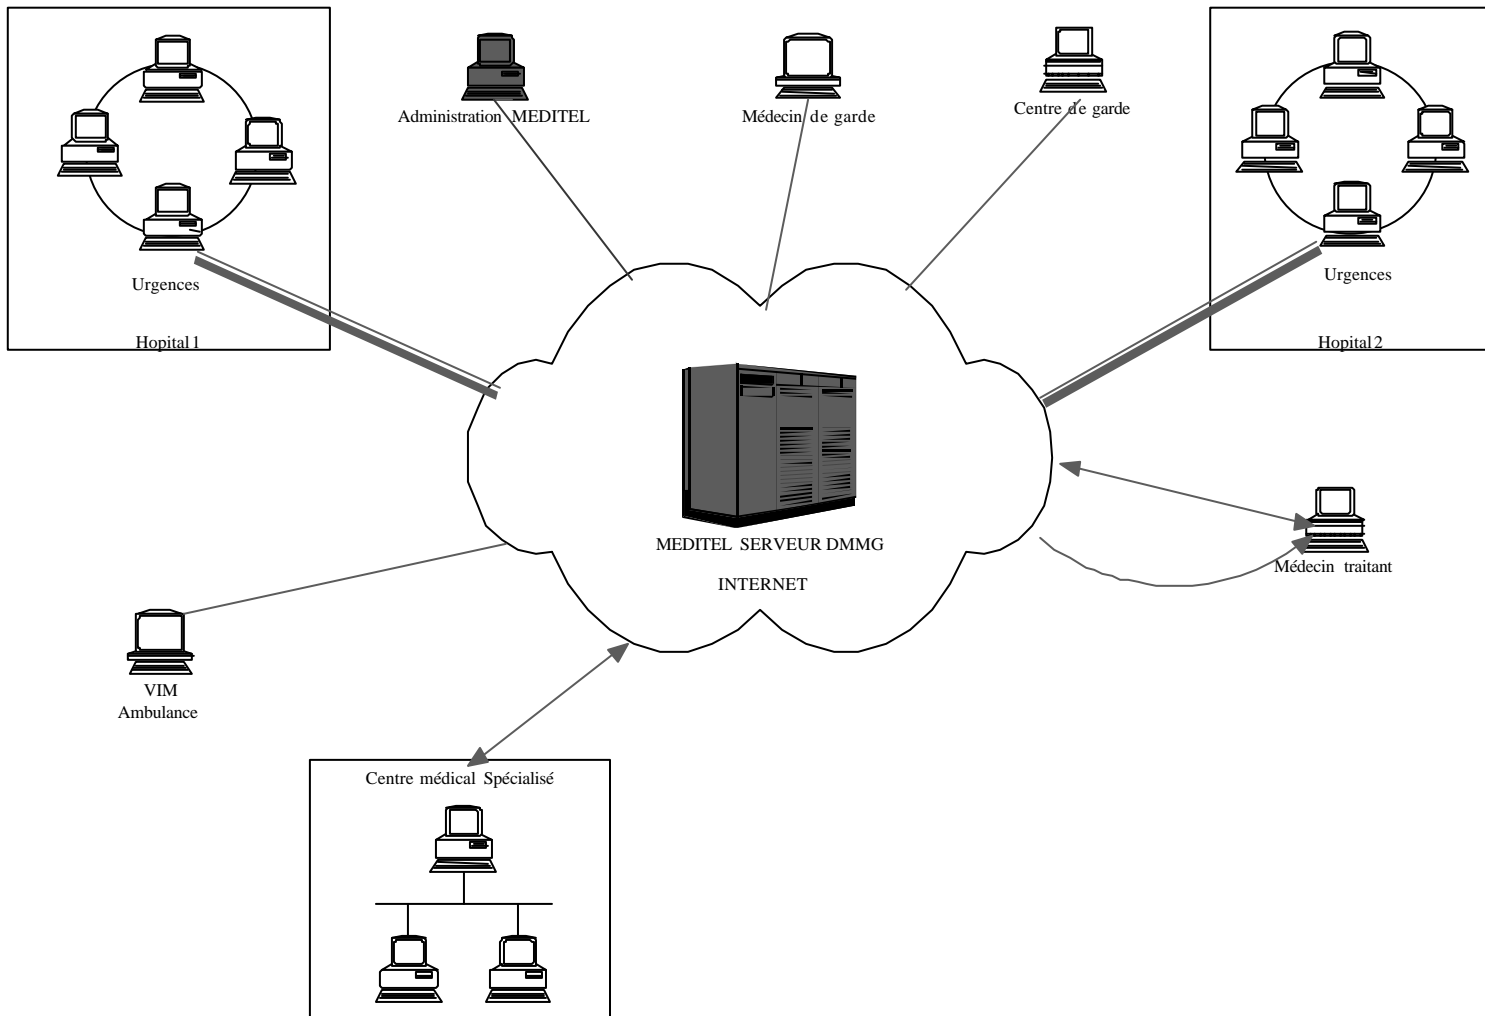 Administration MEDITEL
Médecin de garde
Centre de garde
Urgences
Hopital 1
Urgences
Hopital 2
MEDITEL SERVEUR DMMG
INTERNET
Médecin traitant
VIM
Ambulance
Centre médical Spécialisé